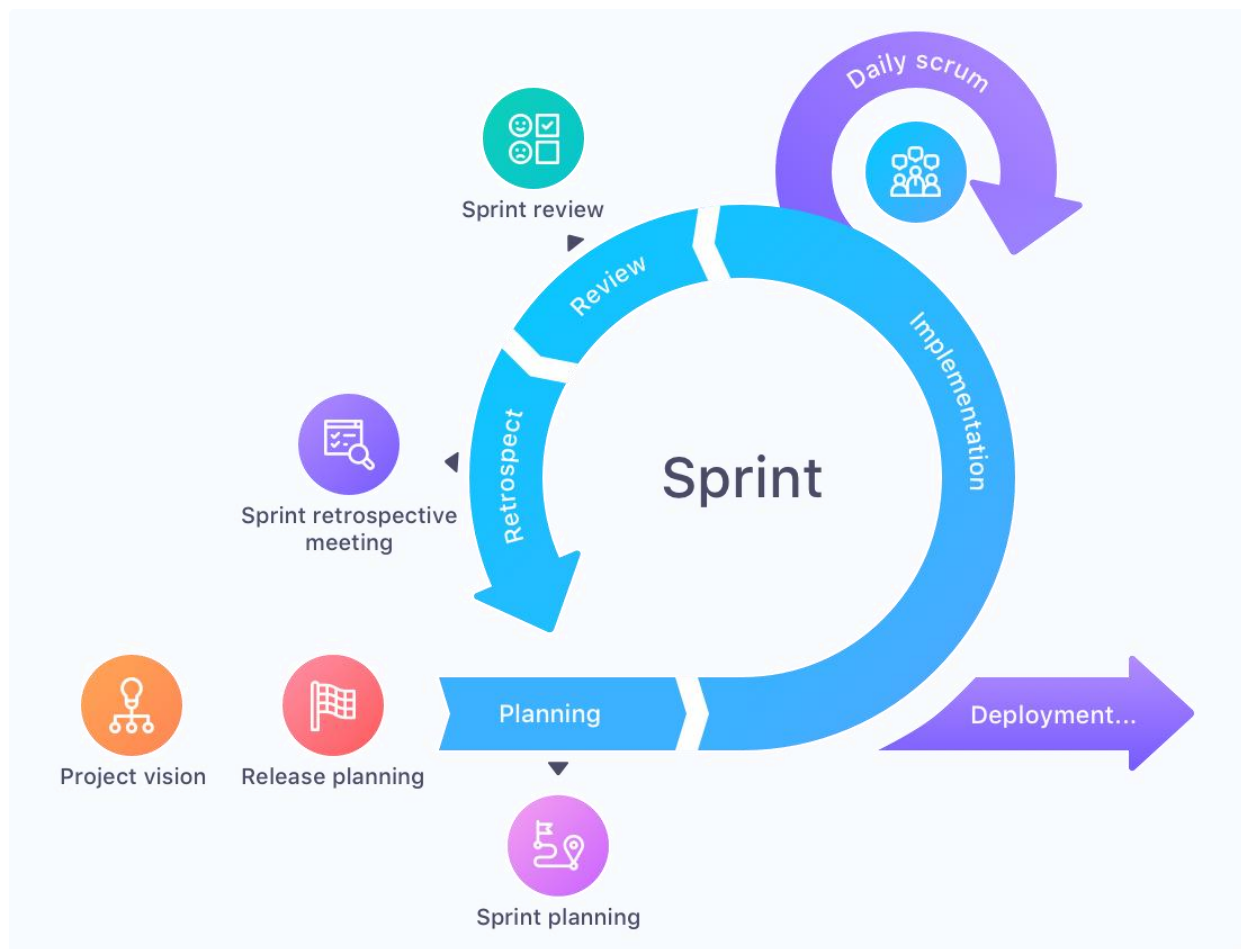 Daily scrum
Sprint review
Review
Implementation
Retrospect
Sprint
Sprint retrospective
meeting
Project vision
Release planning
Planning
Deployment...
Sprint planning